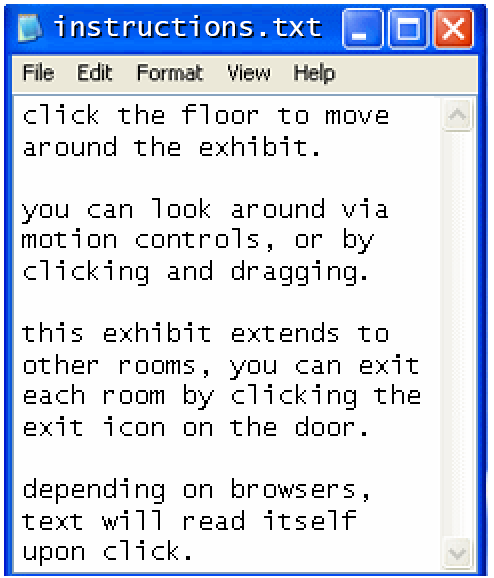 instructions.txt
File Edit Format View Help
click the floor to move
around the exhibit.
you can look around via
motion controls, or by
clicking and dragging.
this exhibit extends to
other rooms, you can exit
each room by clicking the
exit icon on the door.
depending on browsers,
text will read itself
upon click.